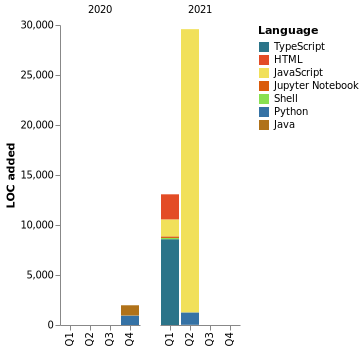 2020
2021
30,000
25,000
20,000
15,000
10,000
5,000
0
LOC added
Q1
Q2
Q3
Q4
Q1
Q2
Q3
Q4
Language
TypeScript
HTML
JavaScript
Jupyter Notebook
Shell
Python
Java